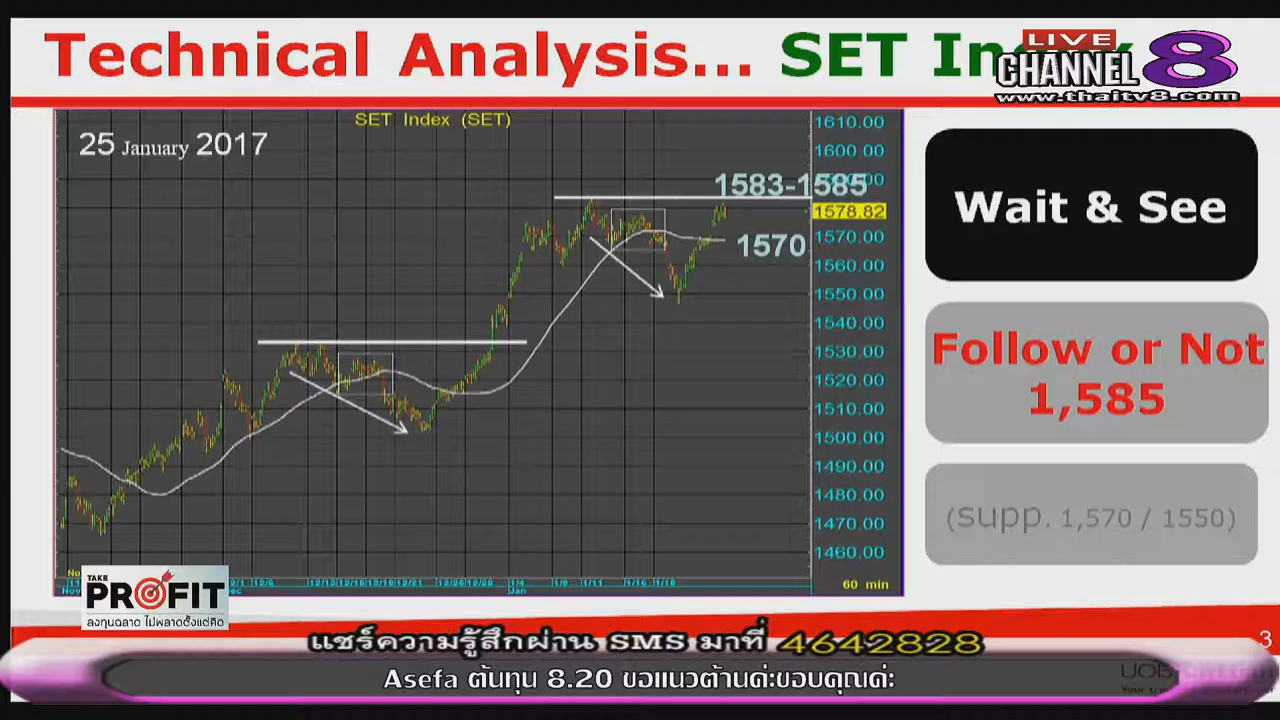 Technical Analysis... SET Index
LIVE
CHANNEL 8
www.thaitv8.com
SET Index (SET)
25 January 2017
1610.00
1600.00
1583-1585
1578.82
1570.00
1570
1560.00
1550.00
1540.00
1530.00
1520.00
1510.00
1500.00
1490.00
1480.00
1470.00
1460.00
60 min
Jan
Wait & See
Follow or Not
1,585
(supp. 1,570 / 1550)
TAKE
PROFIT
ลงทุนฉลาด ไม่พลาดตั้งแต่คิด
3
แชร์ความรู้สึกผ่าน SMS มาที่ 4642828
Asefa ต้นทุน 8.20 ขอแนวต้านค่ะขอบคุณค่ะ